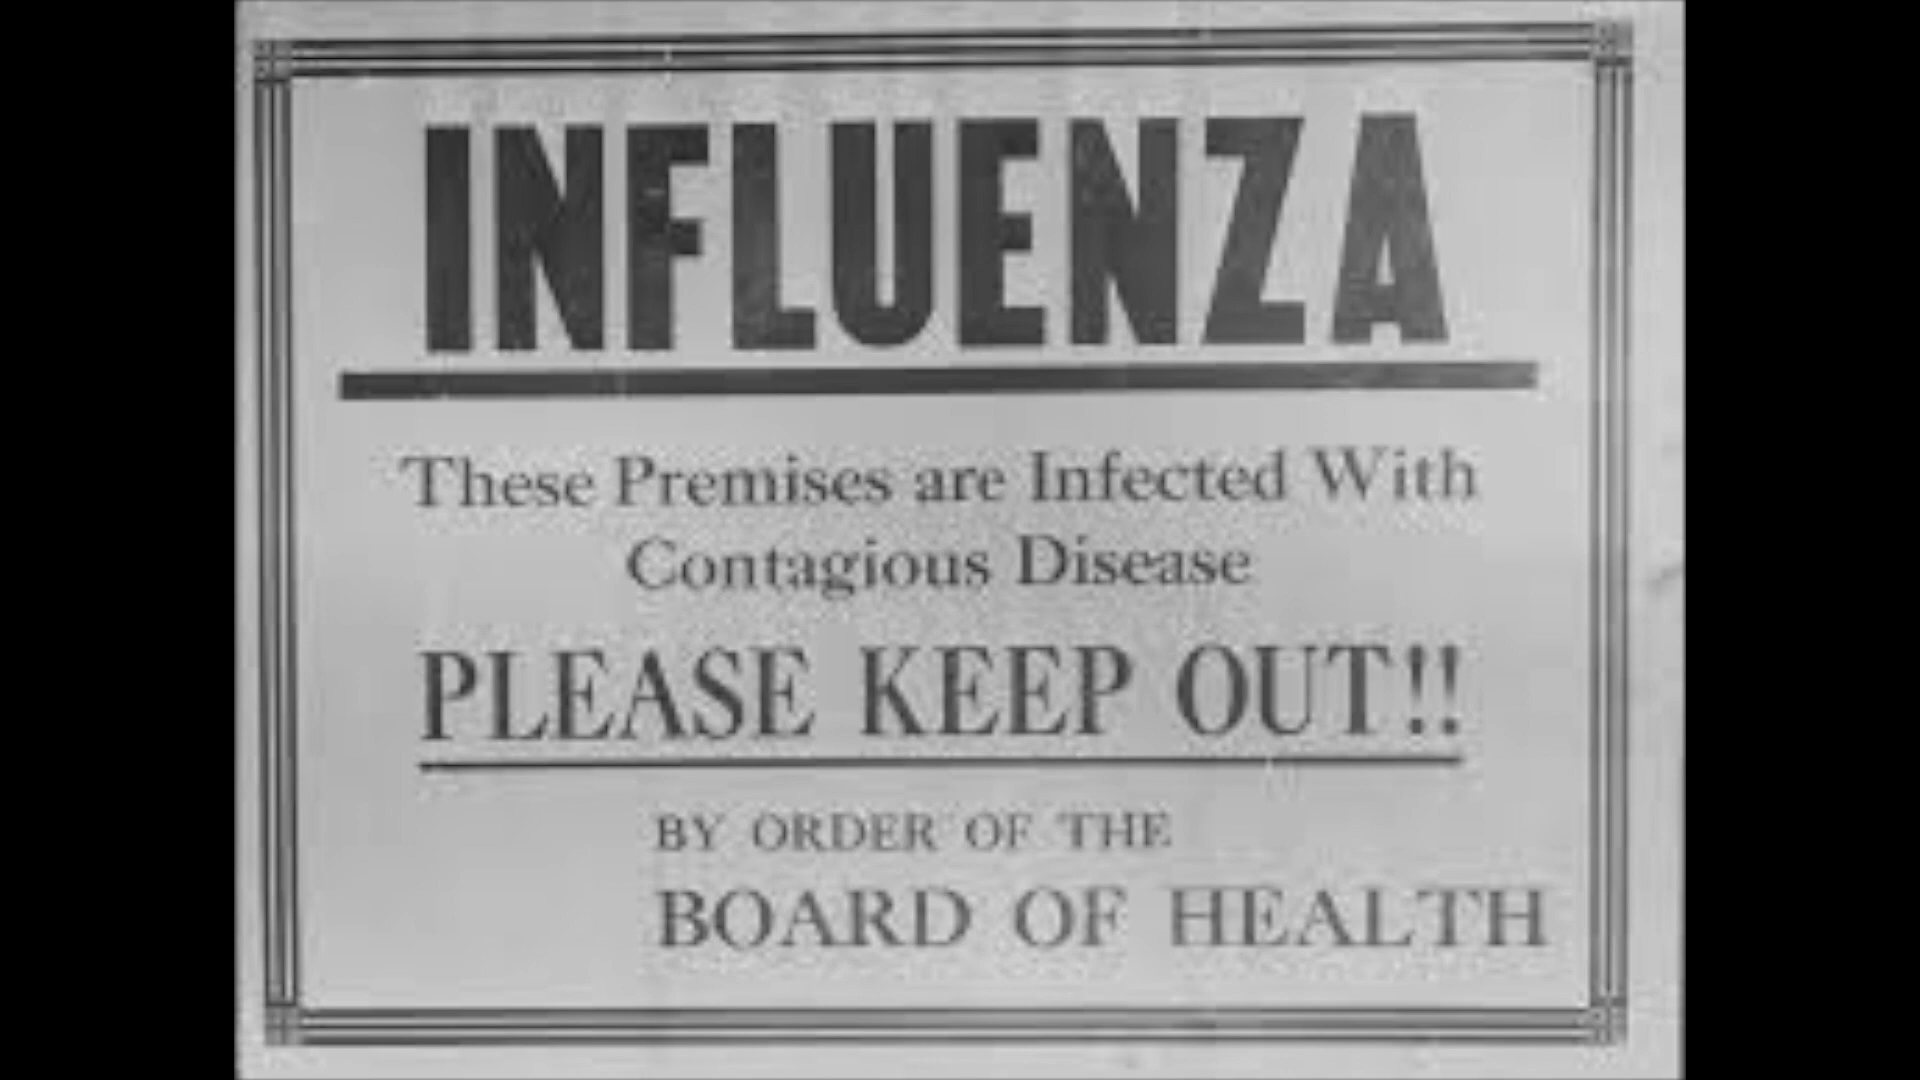 INFLUENZA
These Premises are Infected With
Contagious Disease
PLEASE KEEP OUT!!
BY ORDER OF THE
BOARD OF HEALTH